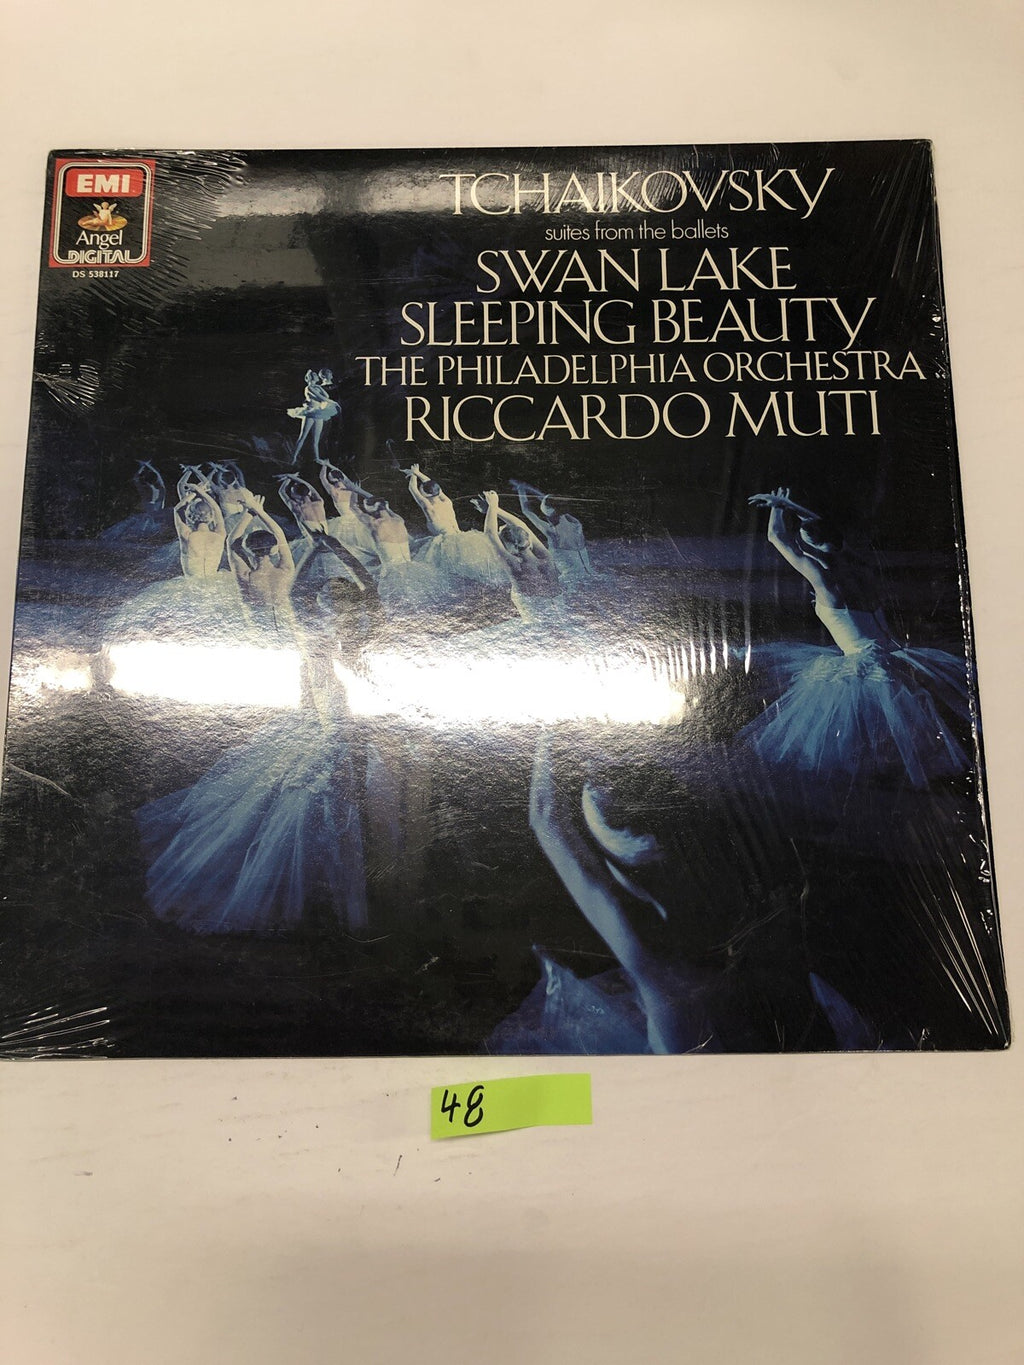 EMI
Angel
DIGITAL
DS 538117
TCHAIKOVSKY
suites from the ballets
SWAN LAKE
SLEEPING BEAUTY
THE PHILADELPHIA ORCHESTRA
RICCARDO MUTI
48